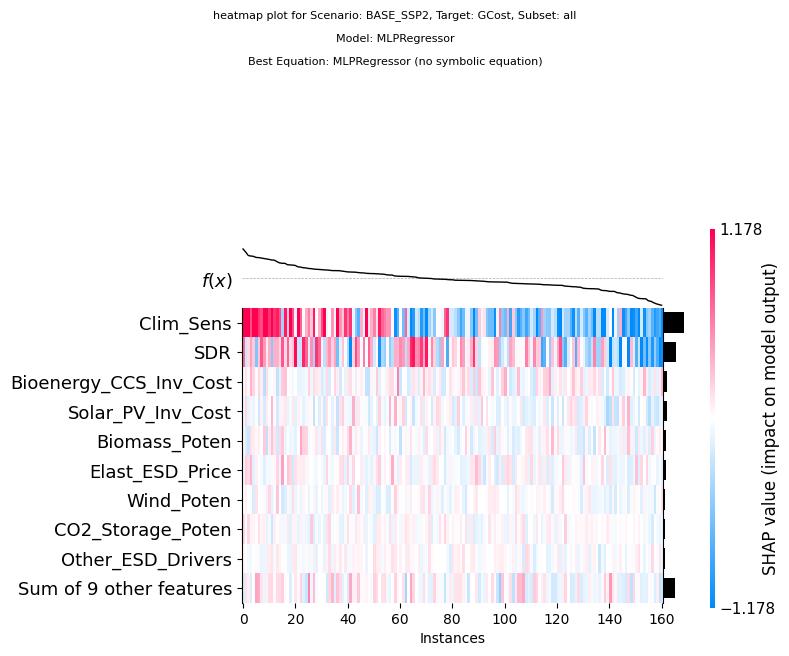 heatmap plot for Scenario: BASE_SSP2, Target: GCost, Subset: all
Model: MLPRegressor
Best Equation: MLPRegressor (no symbolic equation)
1.178
f(x)
Clim_Sens
SDR
Bioenergy_CCS_Inv_Cost
Solar_PV_Inv_Cost
Biomass_Poten
Elast_ESD_Price
Wind_Poten
CO2_Storage_Poten
Other_ESD_Drivers
Sum of 9 other features
SHAP value (impact on model output)
−1.178
0 20 40 60 80 100 120 140 160
Instances